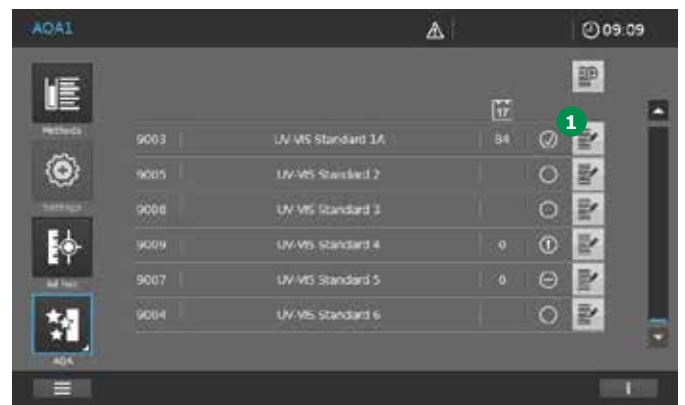 AQA1 09:09
17
1
Methods
9003 UV-VIS Standard 1A 84
9005 UV-VIS Standard 2
Settings
9008 UV-VIS Standard 3
9009 UV-VIS Standard 4 0
Ad hoc
9007 UV-VIS Standard 5 0
9004 UV-VIS Standard 6
AQA